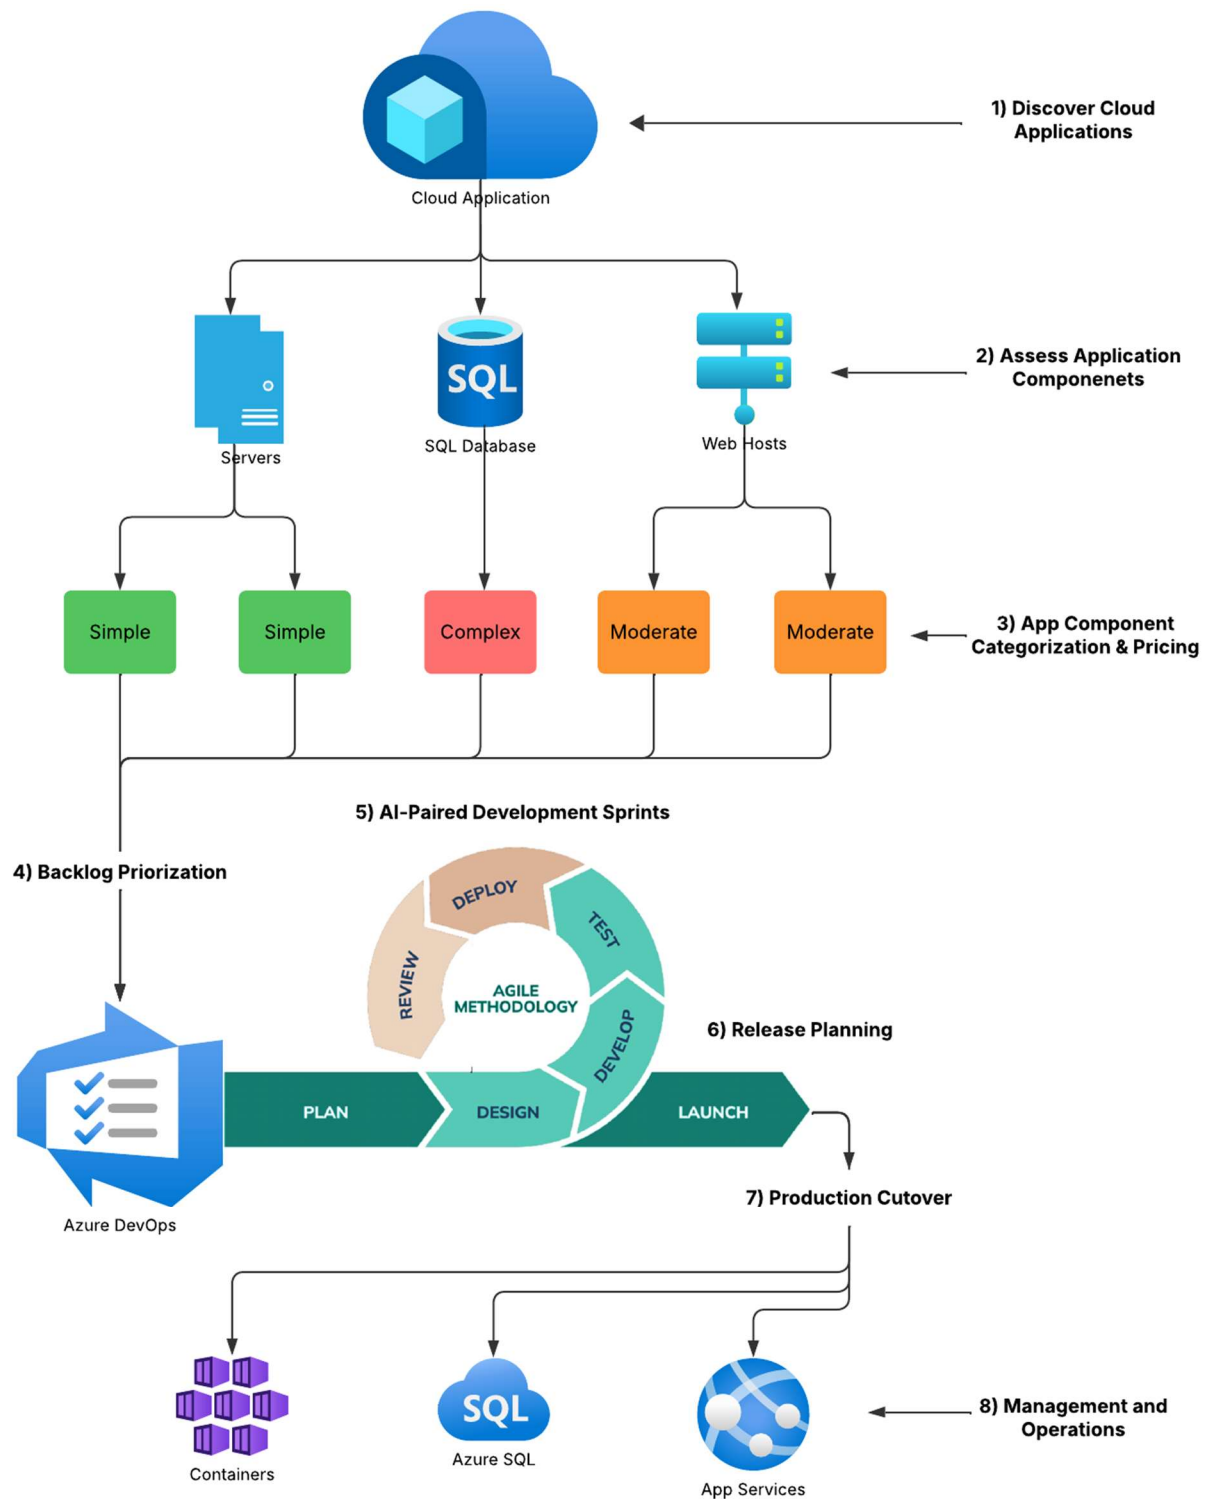 1) Discover Cloud
Applications
Cloud Application
SQL
2) Assess Application
Componenets
Servers
SQL Database
Web Hosts
Simple
Simple
Complex
Moderate
Moderate
3) App Component
Categorization & Pricing
5) AI-Paired Development Sprints
4) Backlog Priorization
DEPLOY
TEST
REVIEW
AGILE
METHODOLOGY
DEVELOP
6) Release Planning
PLAN
DESIGN
LAUNCH
7) Production Cutover
Azure DevOps
SQL
8) Management and
Operations
Containers
Azure SQL
App Services